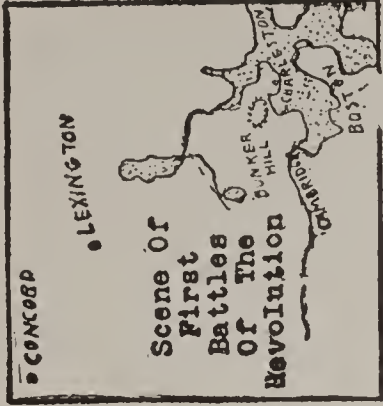 CONCORD
LEXINGTON
Scene Of
First
Battles
Of The
Revolution
BUNKER
HILL
CHARLESTON
CAMBRIDGE
BOSTON